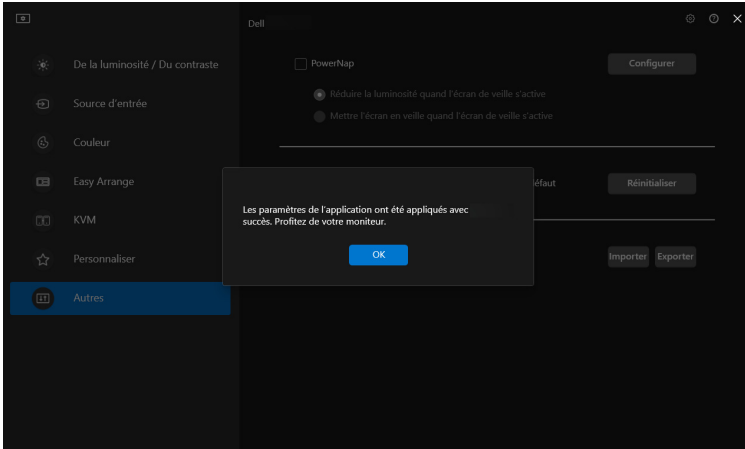 Dell
De la luminosité / Du contraste
Source d'entrée
Couleur
Easy Arrange
KVM
Personnaliser
Autres
PowerNap
Configurer
Réduire la luminosité quand l'écran de veille s'active
Mettre l'écran en veille quand l'écran de veille s'active
Réinitialiser
Importer Exporter
Les paramètres de l'application ont été appliqués avec
succès. Profitez de votre moniteur.
OK